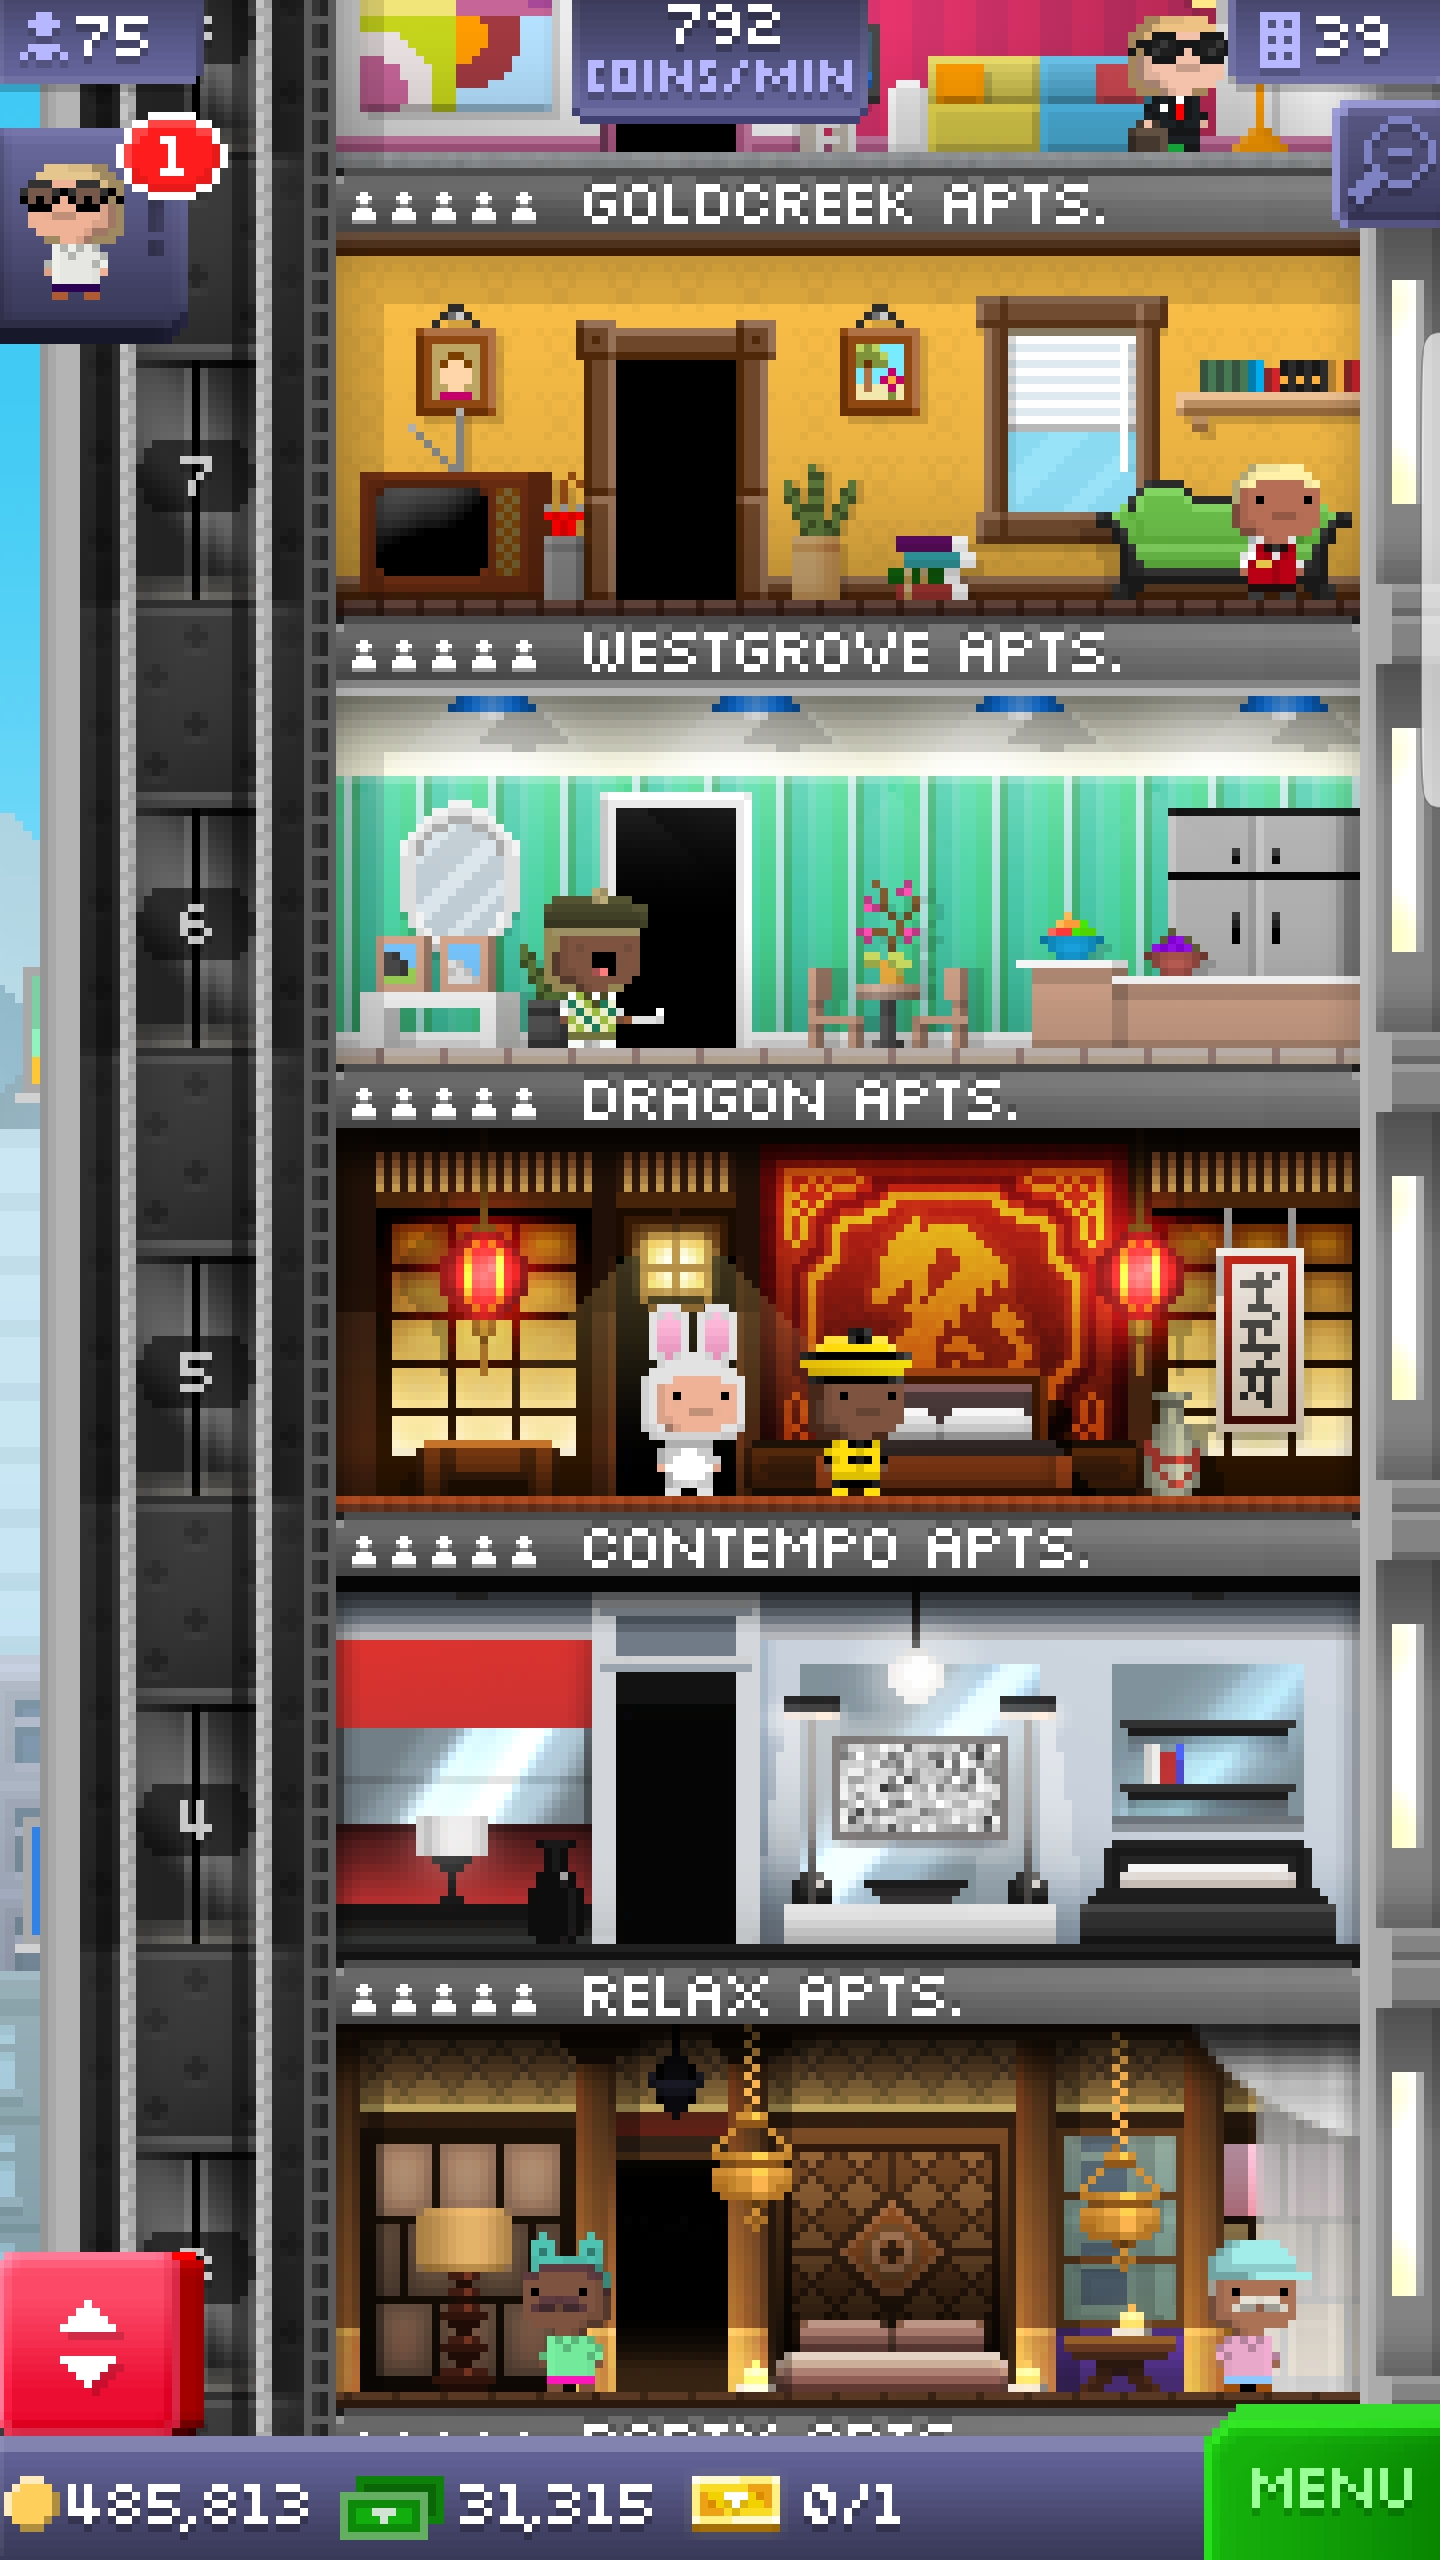 75
792
COINS/MIN
39
1
GOLDCREEK APTS.
7
WESTGROVE APTS.
6
DRAGON APTS.
5
CONTEMPO APTS.
4
RELAX APTS.
485,813
31,315
0/1
MENU